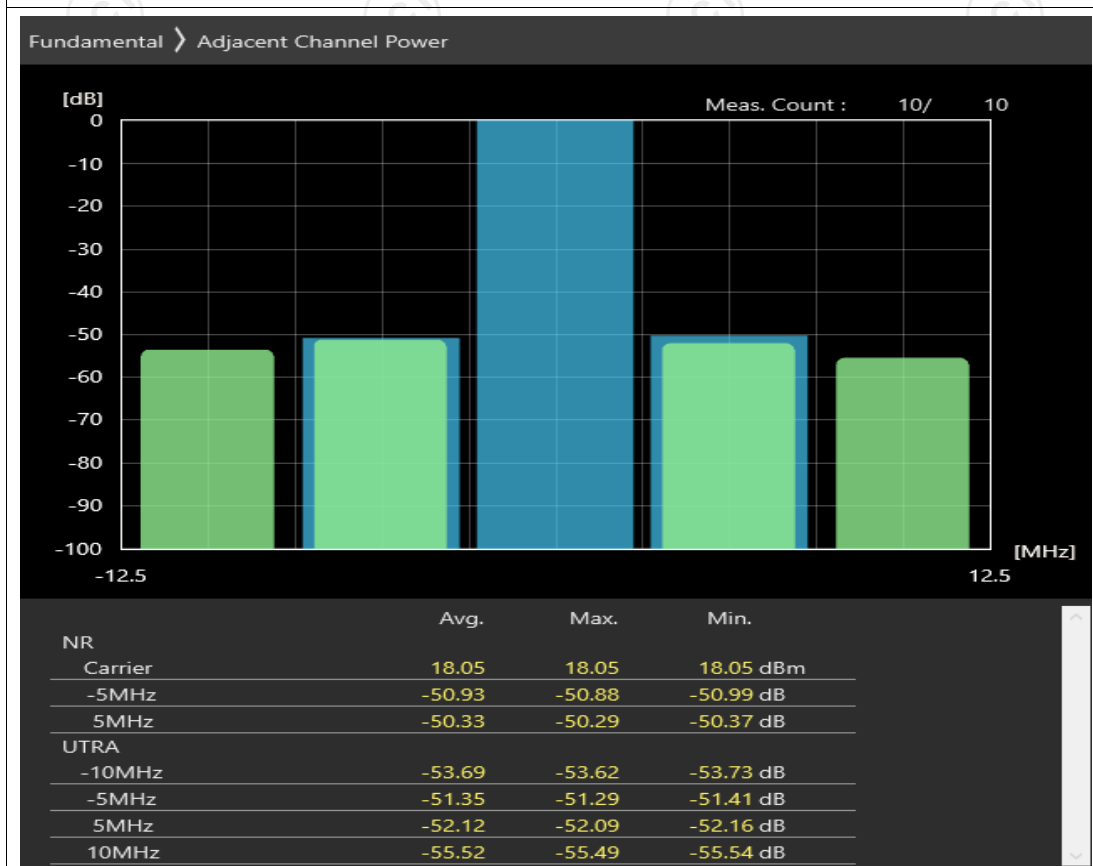 Fundamental 〉 Adjacent Channel Power
[dB]
Meas. Count : 10/ 10
0
-10
-20
-30
-40
-50
-60
-70
-80
-90
-100
[MHz]
-12.5 12.5
Avg. Max. Min.
NR
Carrier 18.05 18.05 18.05 dBm
-5MHz -50.93 -50.88 -50.99 dB
5MHz -50.33 -50.29 -50.37 dB
UTRA
-10MHz -53.69 -53.62 -53.73 dB
-5MHz -51.35 -51.29 -51.41 dB
5MHz -52.12 -52.09 -52.16 dB
10MHz -55.52 -55.49 -55.54 dB